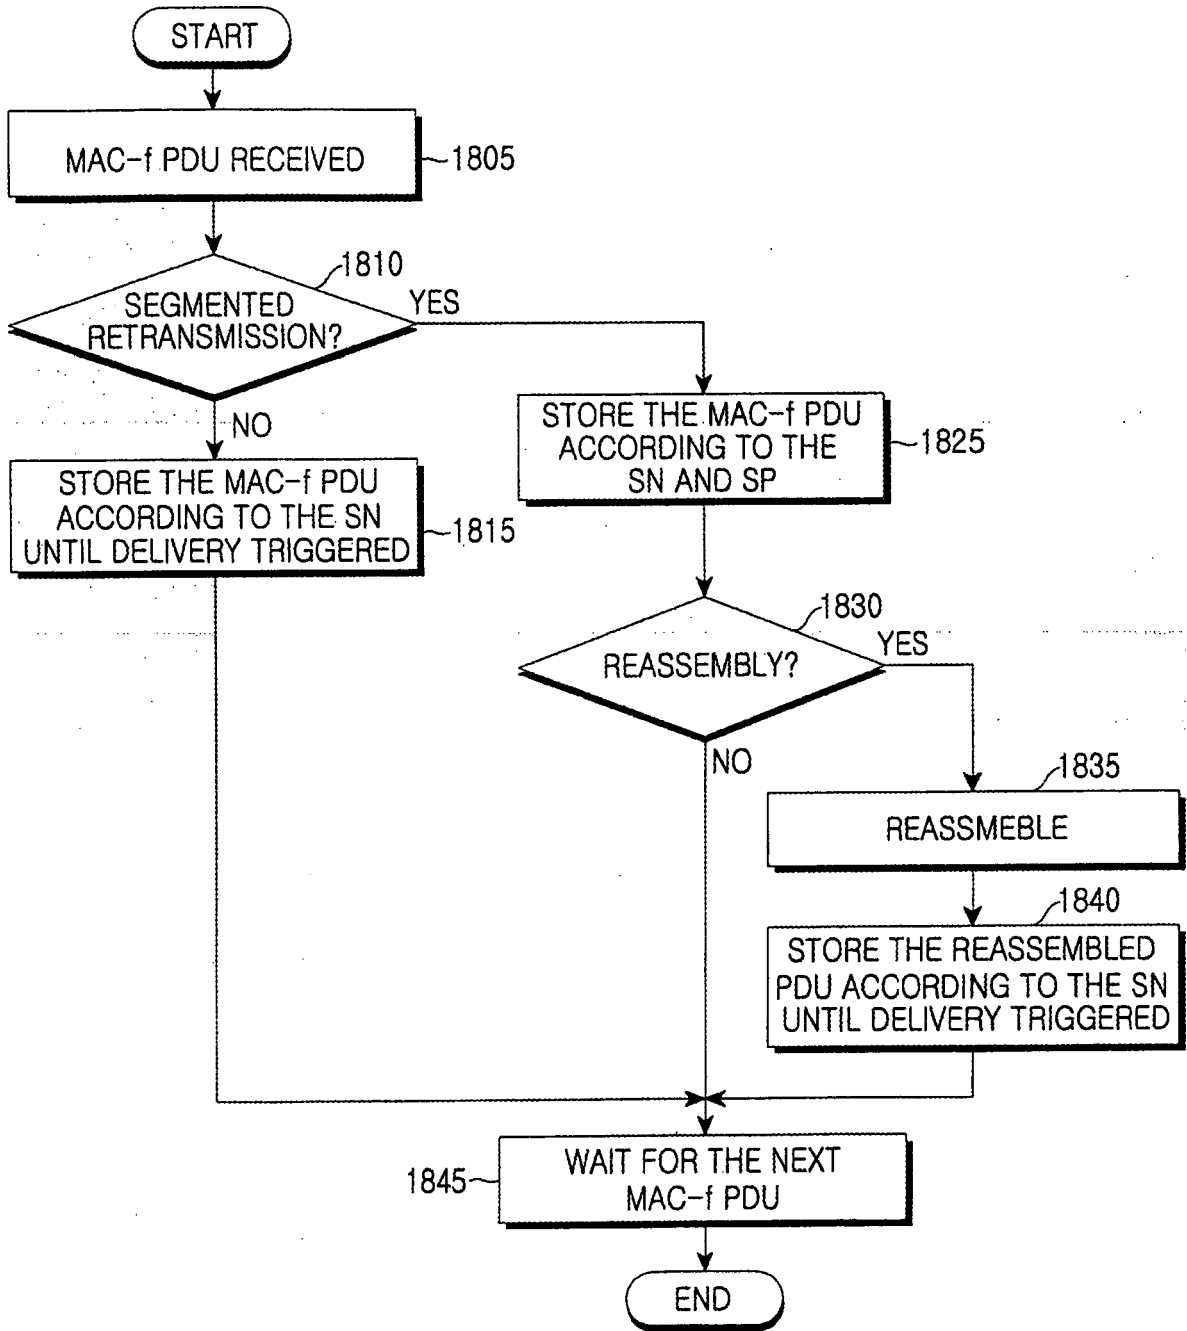 START
MAC-f PDU RECEIVED
1805
1810
SEGMENTED
RETRANSMISSION?
YES
NO
STORE THE MAC-f PDU
ACCORDING TO THE
SN AND SP
1825
STORE THE MAC-f PDU
ACCORDING TO THE SN
UNTIL DELIVERY TRIGGERED
1815
1830
REASSEMBLY?
YES
NO
1835
REASSMEBLE
1840
STORE THE REASSEMBLED
PDU ACCORDING TO THE SN
UNTIL DELIVERY TRIGGERED
1845
WAIT FOR THE NEXT
MAC-f PDU
END